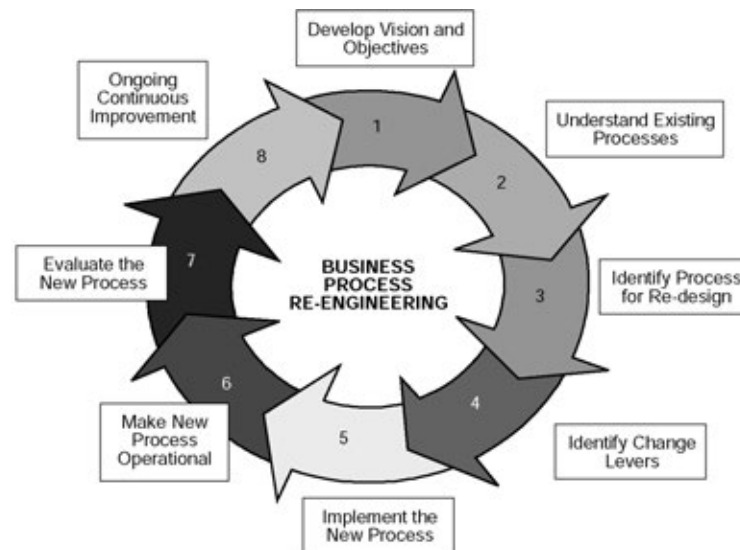 Develop Vision and
Objectives
1
Understand Existing
Processes
2
Identify Process
for Re-design
3
Identify Change
Levers
4
Implement the
New Process
5
Make New
Process
Operational
6
Evaluate the
New Process
7
Ongoing
Continuous
Improvement
8
BUSINESS
PROCESS
RE-ENGINEERING